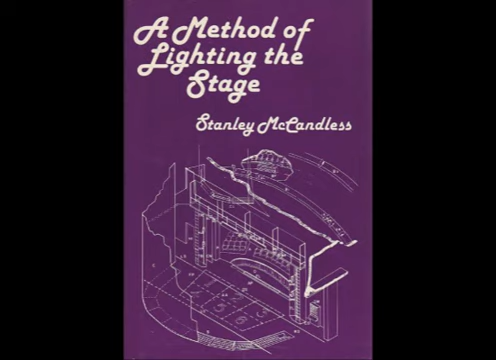 A Method of
Lighting the
Stage
Stanley McCandless